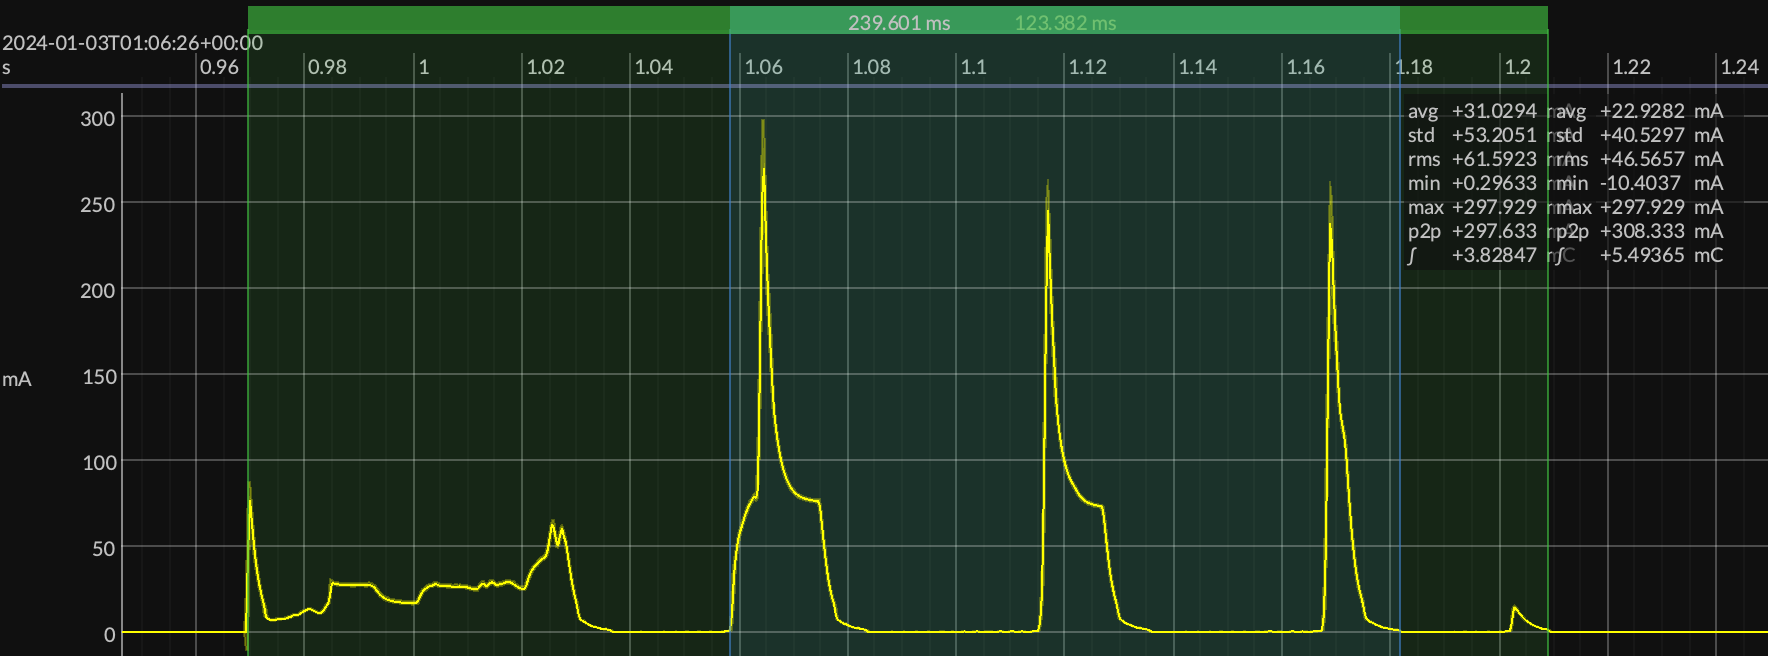 239.601 ms 123.382 ms
2024-01-03T01:06:26+00:00
s 0.96 0.98 1 1.02 1.04 1.06 1.08 1.1 1.12 1.14 1.16 1.18 1.2 1.22 1.24
300
250
200
150
mA
100
50
0
avg +31.0294 avg +22.9282 mA
std +53.2051 std +40.5297 mA
rms +61.5923 rms +46.5657 mA
min +0.29633 min -10.4037 mA
max +297.929 max +297.929 mA
p2p +297.633 p2p +308.333 mA
∫ +3.82847 ∫ +5.49365 mC